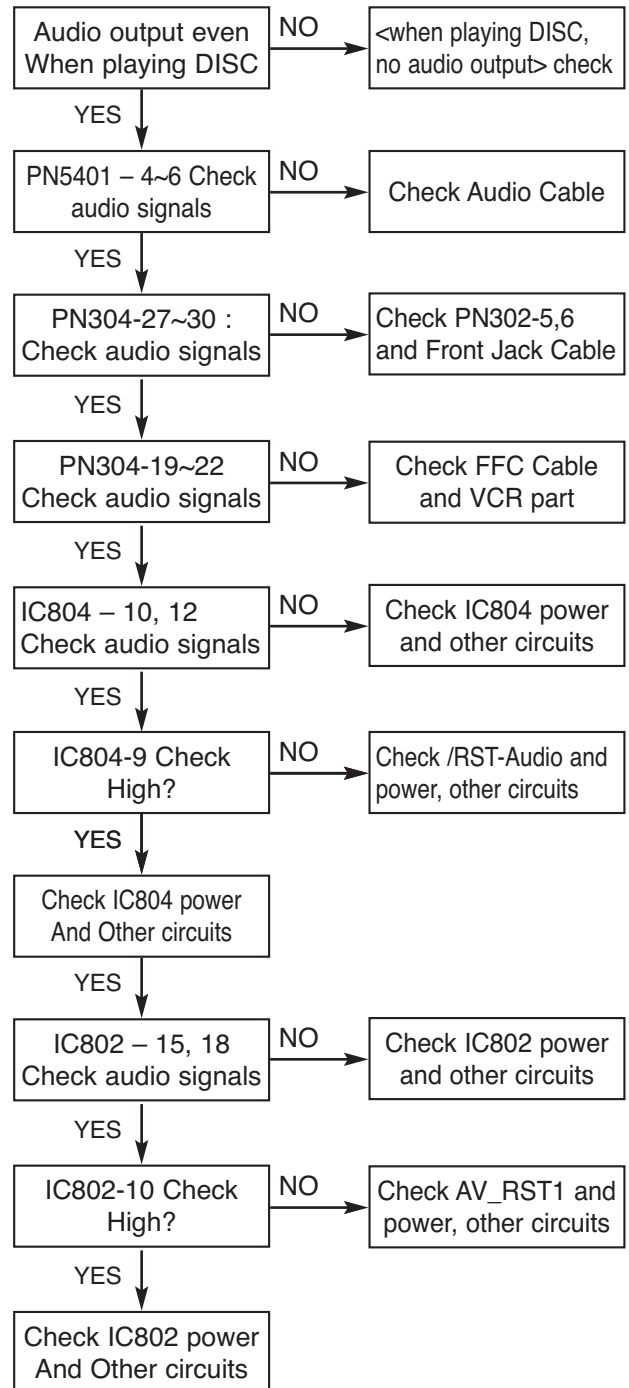 Audio output even
When playing DISC
NO
<when playing DISC,
no audio output> check
YES
PN5401 – 4~6 Check
audio signals
NO
Check Audio Cable
YES
PN304-27~30 :
Check audio signals
NO
Check PN302-5,6
and Front Jack Cable
YES
PN304-19~22
Check audio signals
NO
Check FFC Cable
and VCR part
YES
IC804 – 10, 12
Check audio signals
NO
Check IC804 power
and other circuits
YES
IC804-9 Check
High?
NO
Check /RST-Audio and
power, other circuits
YES
Check IC804 power
And Other circuits
YES
IC802 – 15, 18
Check audio signals
NO
Check IC802 power
and other circuits
YES
IC802-10 Check
High?
NO
Check AV_RST1 and
power, other circuits
YES
Check IC802 power
And Other circuits